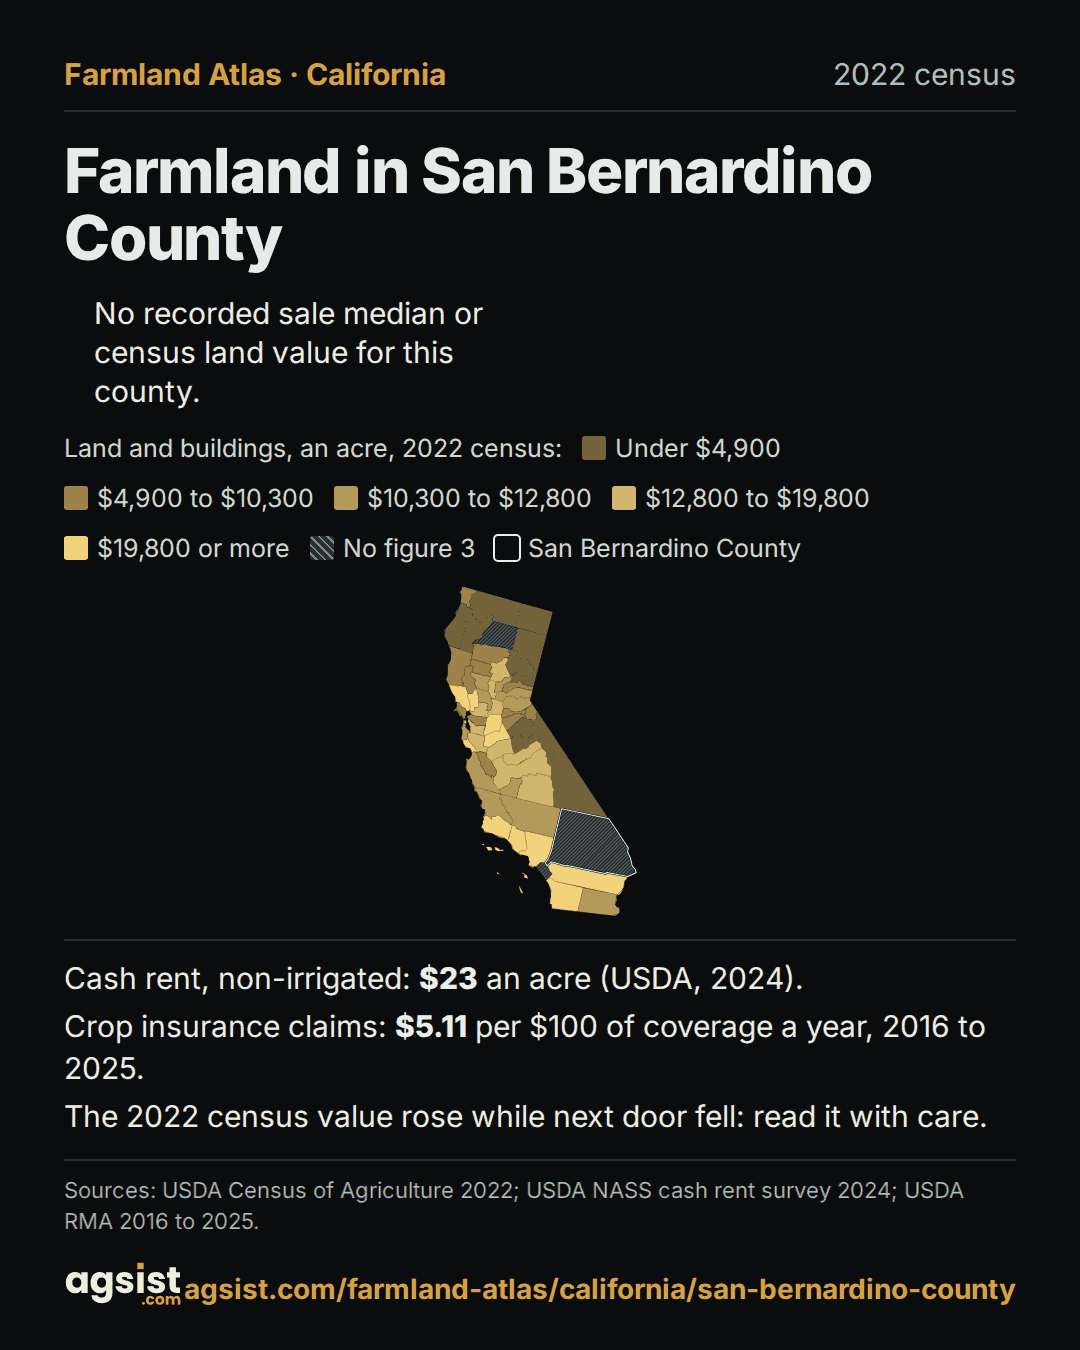 Farmland Atlas · California
2022 census
Farmland in San Bernardino
County
No recorded sale median or
census land value for this
county.
Land and buildings, an acre, 2022 census: Under $4,900
$4,900 to $10,300 $10,300 to $12,800 $12,800 to $19,800
$19,800 or more No figure 3 San Bernardino County
Cash rent, non-irrigated: $23 an acre (USDA, 2024).
Crop insurance claims: $5.11 per $100 of coverage a year, 2016 to
2025.
The 2022 census value rose while next door fell: read it with care.
Sources: USDA Census of Agriculture 2022; USDA NASS cash rent survey 2024; USDA
RMA 2016 to 2025.
agsist.com
agsist.com/farmland-atlas/california/san-bernardino-county